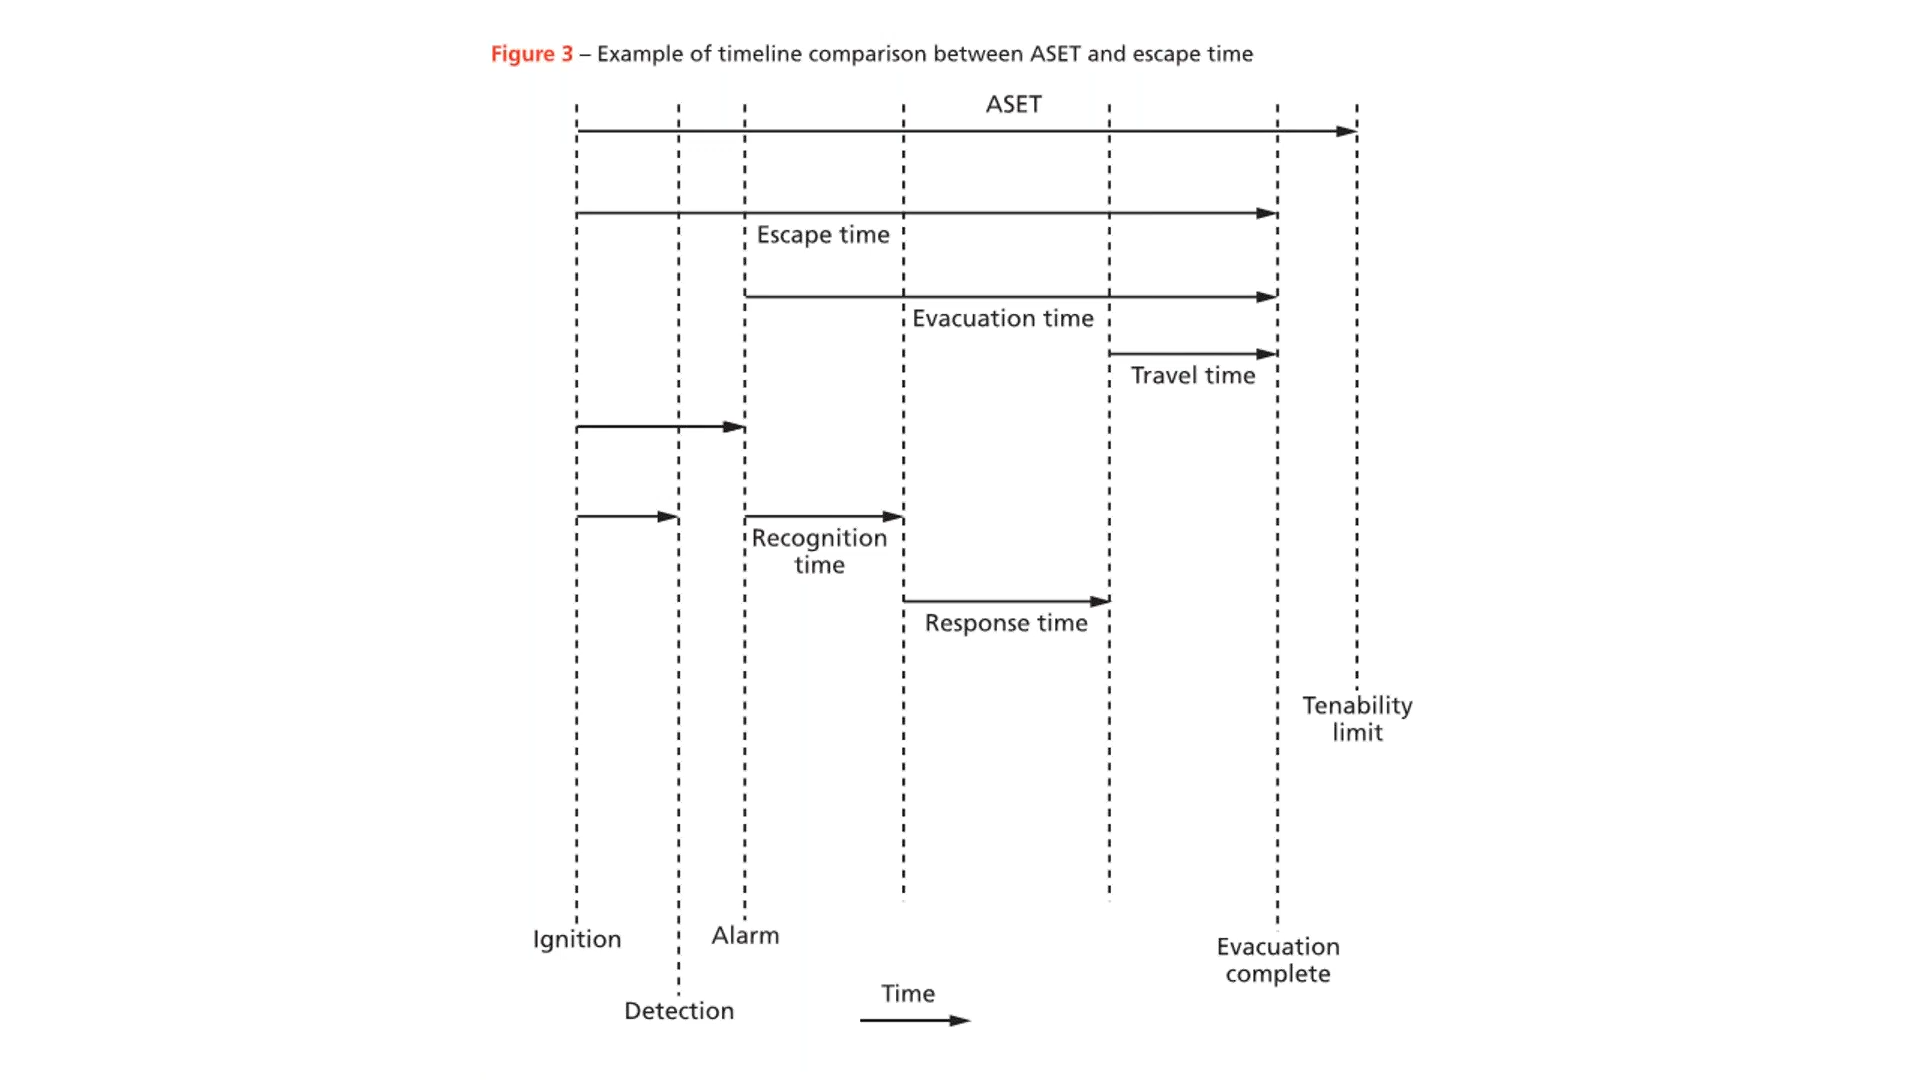 Figure 3 – Example of timeline comparison between ASET and escape time
ASET
Escape time
Evacuation time
Travel time
Recognition
time
Response time
Tenability
limit
Ignition
Alarm
Evacuation
complete
Detection
Time